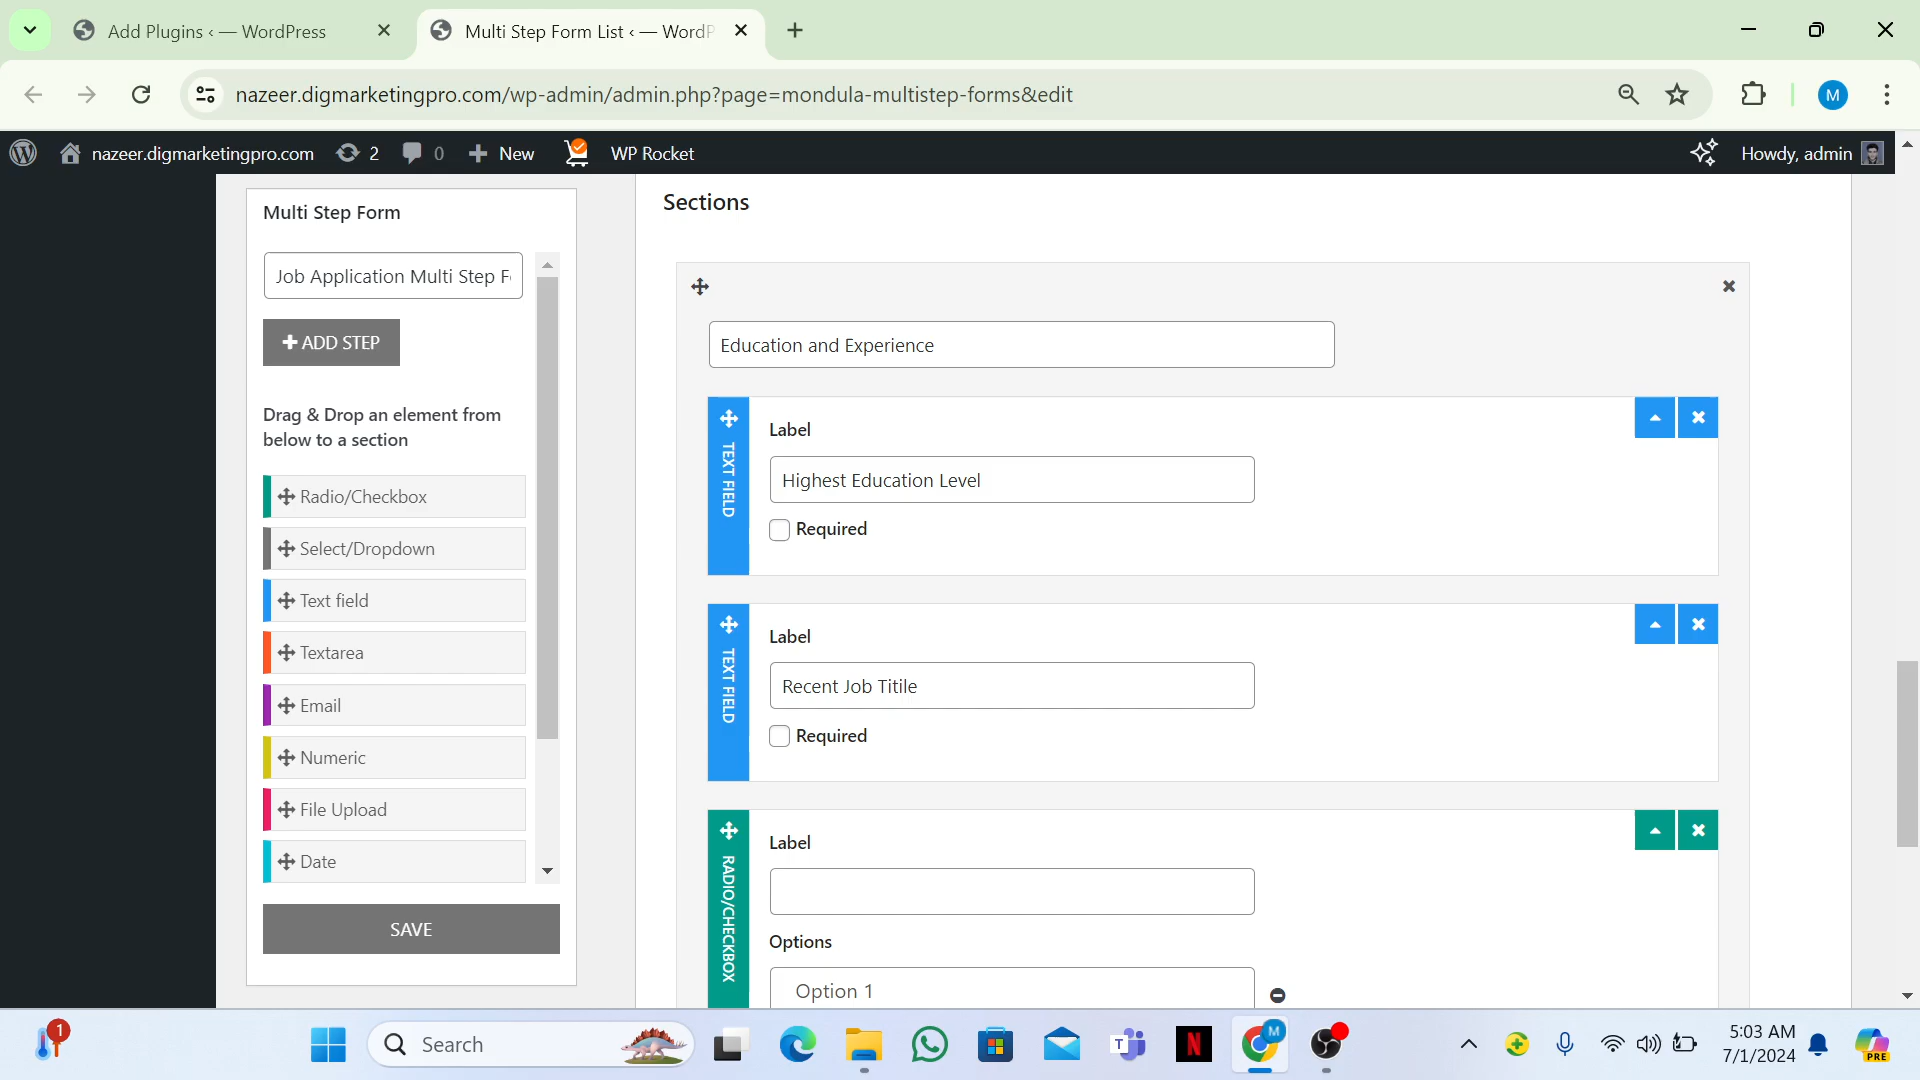 Add Plugins ‹ — WordPress
Multi Step Form List ‹ — WordP
nazeer.digmarketingpro.com/wp-admin/admin.php?page=mondula-multistep-forms&edit
M
nazeer.digmarketingpro.com
2
0
New
WP Rocket
Howdy, admin
Multi Step Form
Job Application Multi Step F
ADD STEP
Drag & Drop an element from
below to a section
Radio/Checkbox
Select/Dropdown
Text field
Textarea
Email
Numeric
File Upload
Date
SAVE
Sections
Education and Experience
TEXT FIELD
Label
Highest Education Level
Required
TEXT FIELD
Label
Recent Job Titile
Required
RADIO/CHECKBOX
Label
Options
Option 1
1
Search
T
N
M
5:03 AM
7/1/2024
PRE